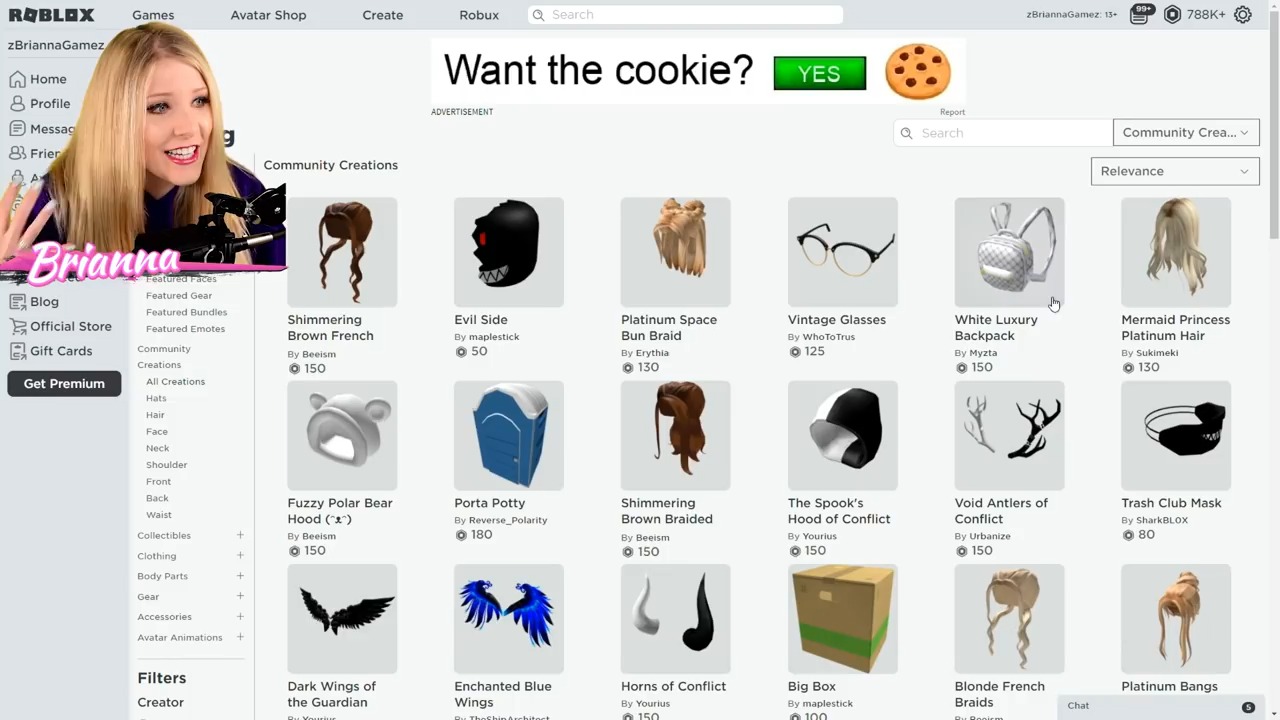 ROBLOX
Games
Avatar Shop
Create
Robux
Search
zBriannaGamez: 13+
99+
788K+
zBriannaGamez
Home
Profile
Brianna
Blog
Official Store
Gift Cards
Get Premium
Want the cookie?
YES
ADVERTISEMENT
Report
Search
Community Crea...
Community Creations
Relevance
Featured Faces
Featured Gear
Featured Bundles
Featured Emotes
Community
Creations
All Creations
Hats
Hair
Face
Neck
Shoulder
Front
Back
Waist
Collectibles +
Clothing +
Body Parts +
Gear +
Accessories +
Avatar Animations +
Filters
Creator
Shimmering
Brown French
By Beeism
150
Evil Side
By maplestick
50
Platinum Space
Bun Braid
By Erythia
130
Vintage Glasses
By WhoToTrus
125
White Luxury
Backpack
By Myzta
150
Mermaid Princess
Platinum Hair
By Sukimeki
130
Fuzzy Polar Bear
Hood (ᵔᴥᵔ)
By Beeism
150
Porta Potty
By Reverse_Polarity
180
Shimmering
Brown Braided
By Beeism
150
The Spook's
Hood of Conflict
By Yourius
150
Void Antlers of
Conflict
By Urbanize
150
Trash Club Mask
By SharkBL0X
80
Dark Wings of
the Guardian
By Yourius
Enchanted Blue
Wings
By TheShipArchitect
Horns of Conflict
By Yourius
150
Big Box
By maplestick
100
Blonde French
Braids
By Beeism
Platinum Bangs
Chat
5